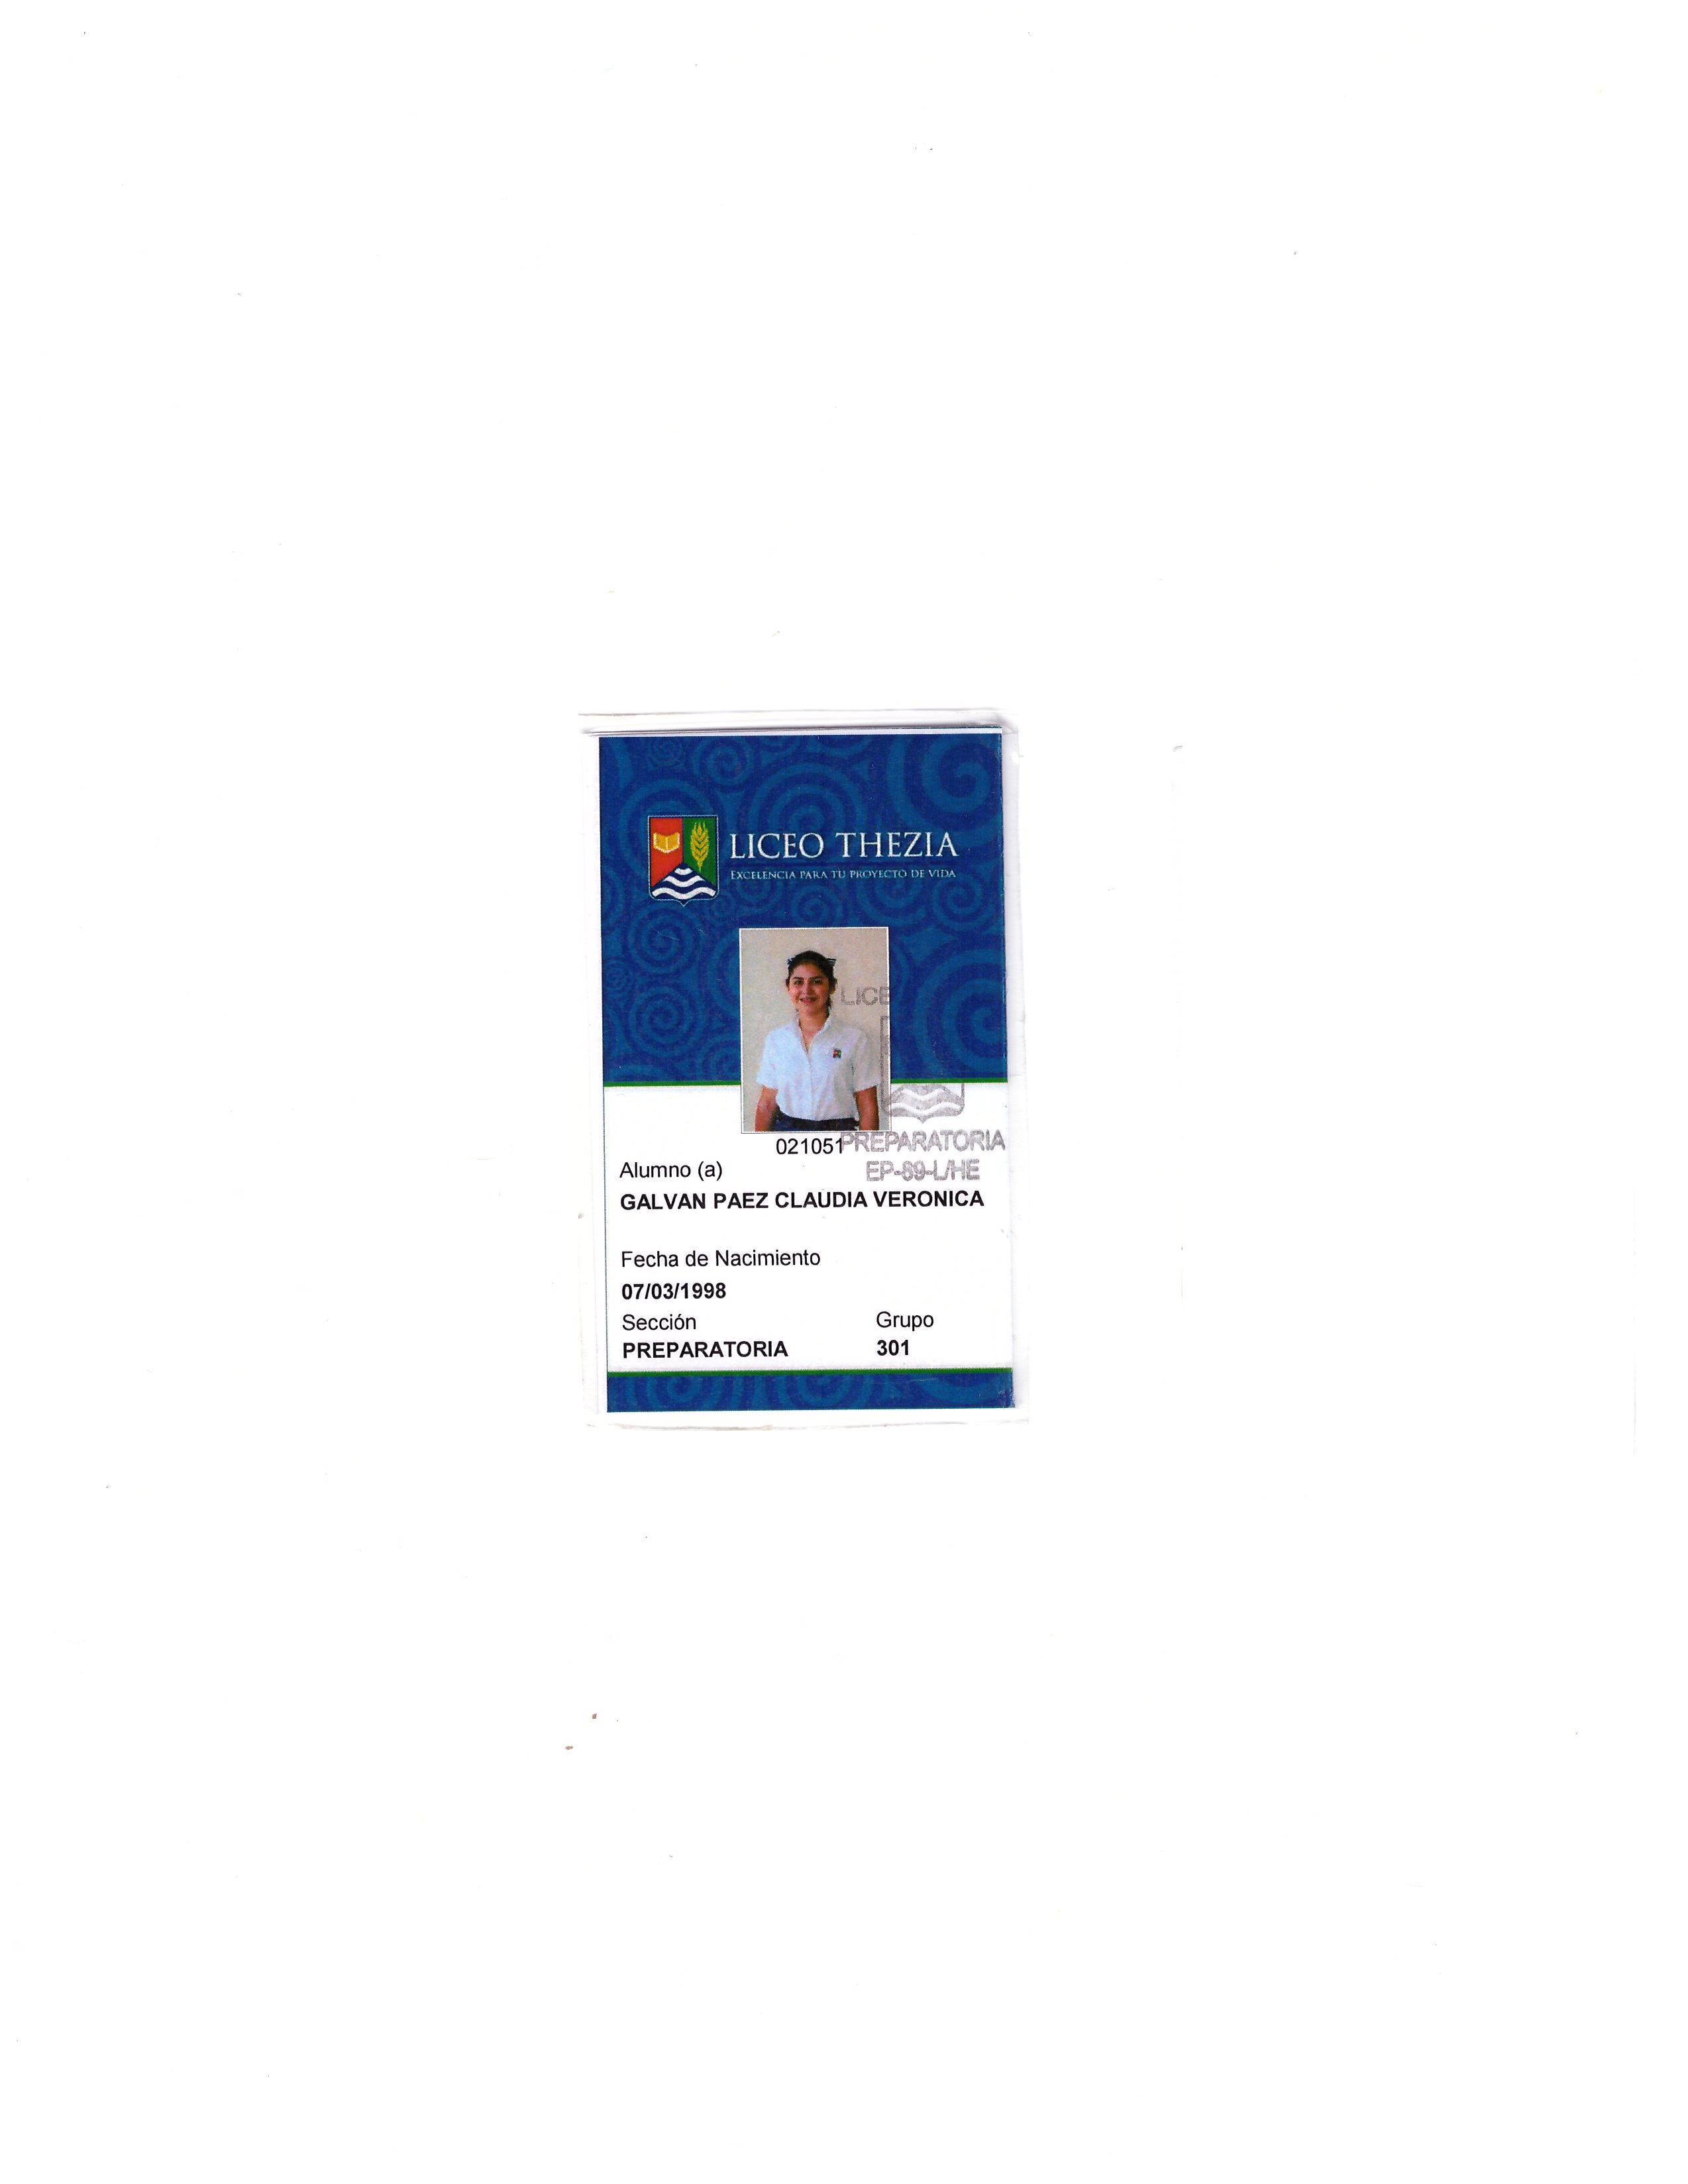 LICEO THEZIA
EXCELENCIA PARA TU PROYECTO DE VIDA
LICE
021051
PREPARATORIA
EP-89-L/HE
Alumno (a)
GALVAN PAEZ CLAUDIA VERONICA
Fecha de Nacimiento
07/03/1998
Sección Grupo
PREPARATORIA 301